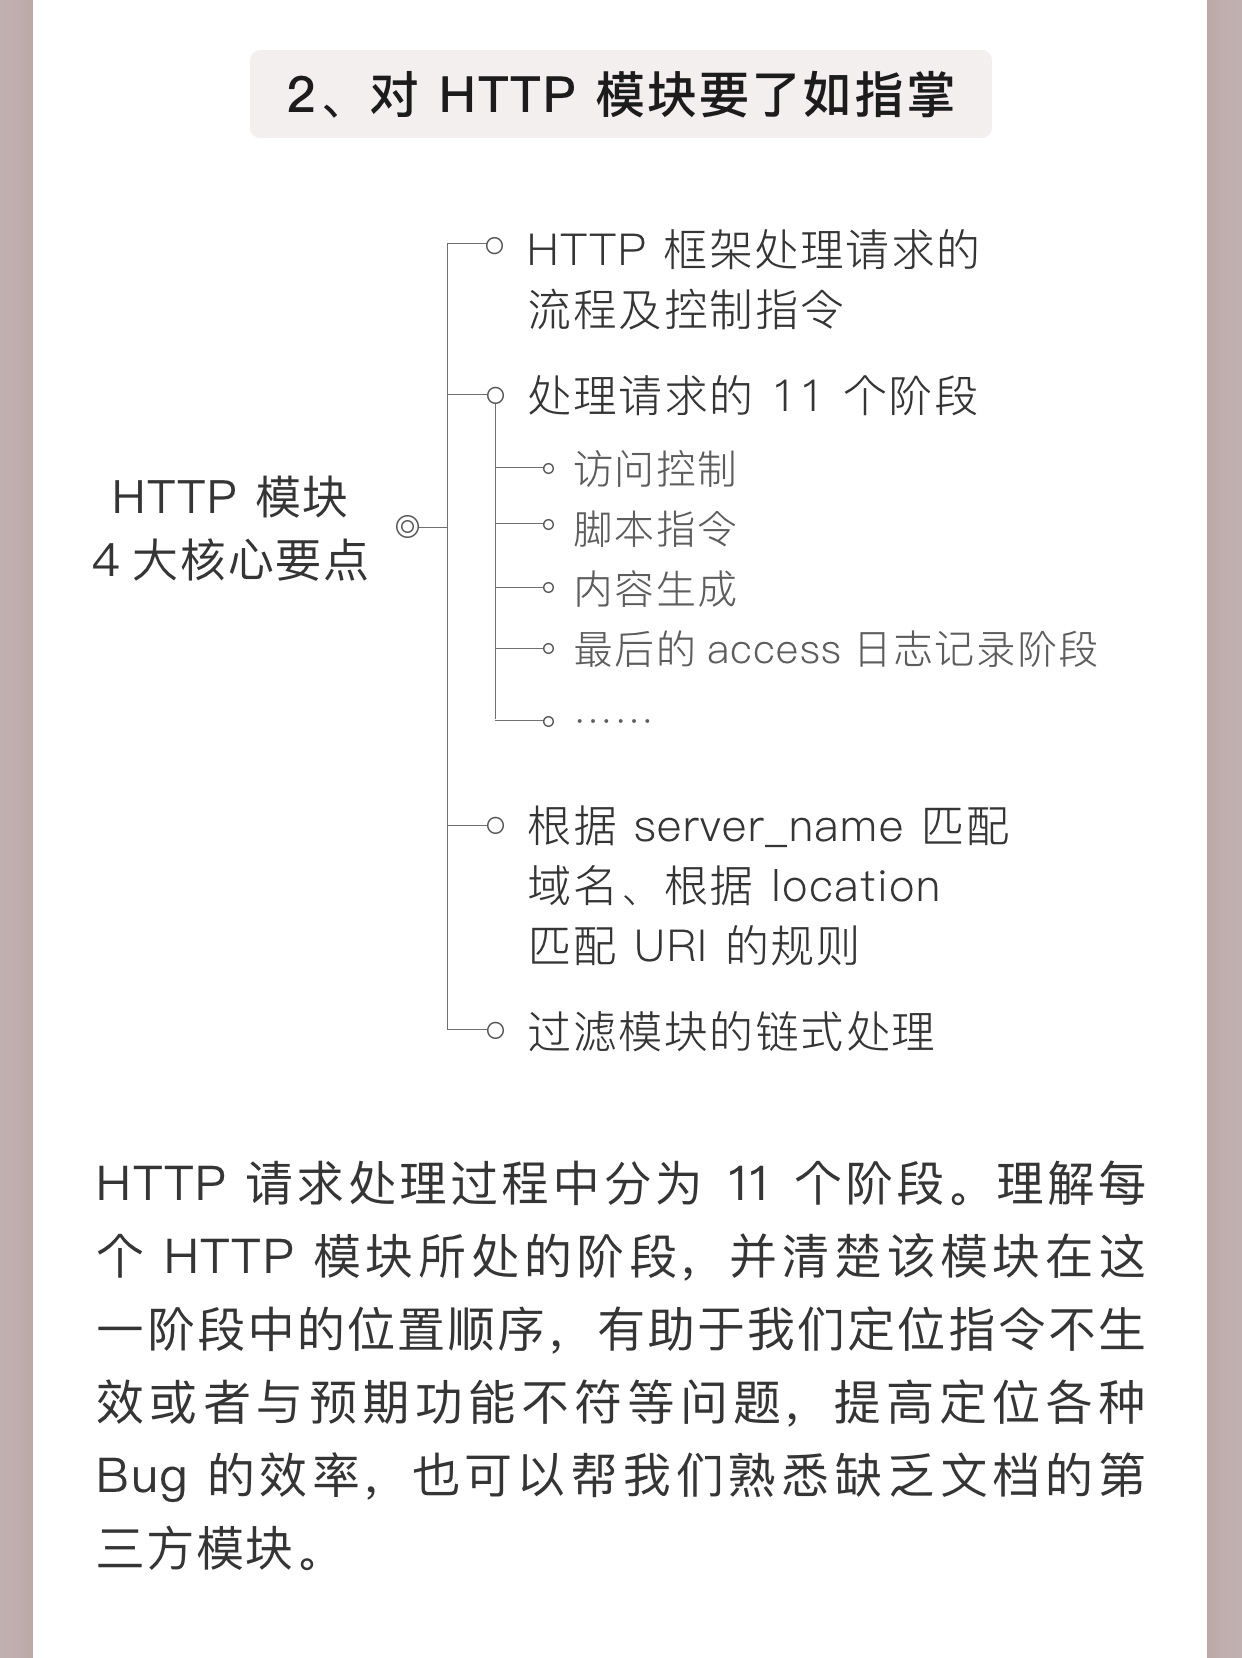 2、对 HTTP 模块要了如指掌
HTTP 模块
4 大核心要点
HTTP 框架处理请求的
流程及控制指令
处理请求的 11 个阶段
访问控制
脚本指令
内容生成
最后的 access 日志记录阶段
……
根据 server_name 匹配
域名、根据 location
匹配 URI 的规则
过滤模块的链式处理
HTTP 请求处理过程中分为 11 个阶段。理解每
个 HTTP 模块所处的阶段，并清楚该模块在这
一阶段中的位置顺序，有助于我们定位指令不生
效或者与预期功能不符等问题，提高定位各种
Bug 的效率，也可以帮我们熟悉缺乏文档的第
三方模块。